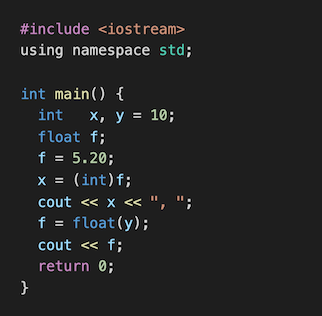 #include <iostream>
using namespace std;

int main() {
  int   x, y = 10;
  float f;
  f = 5.20;
  x = (int)f;
  cout << x << ", ";
  f = float(y);
  cout << f;
  return 0;
}